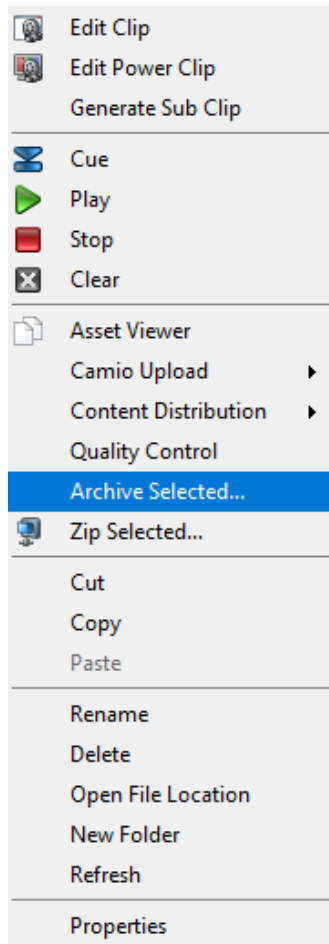 Edit Clip
Edit Power Clip
Generate Sub Clip
Cue
Play
Stop
Clear
Asset Viewer
Camio Upload
Content Distribution
Quality Control
Archive Selected...
Zip Selected...
Cut
Copy
Paste
Rename
Delete
Open File Location
New Folder
Refresh
Properties